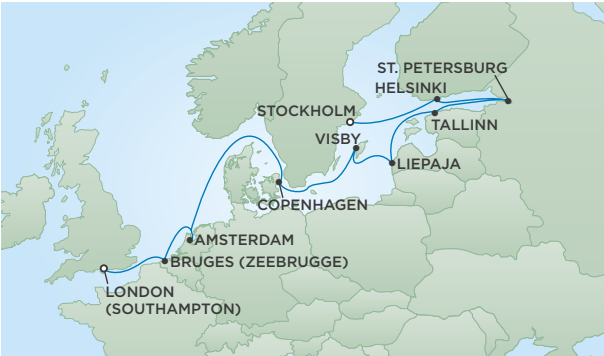 ST. PETERSBURG
HELSINKI
STOCKHOLM
TALLINN
VISBY
LIEPAJA
COPENHAGEN
AMSTERDAM
BRUGES (ZEEBRUGGE)
LONDON
(SOUTHAMPTON)